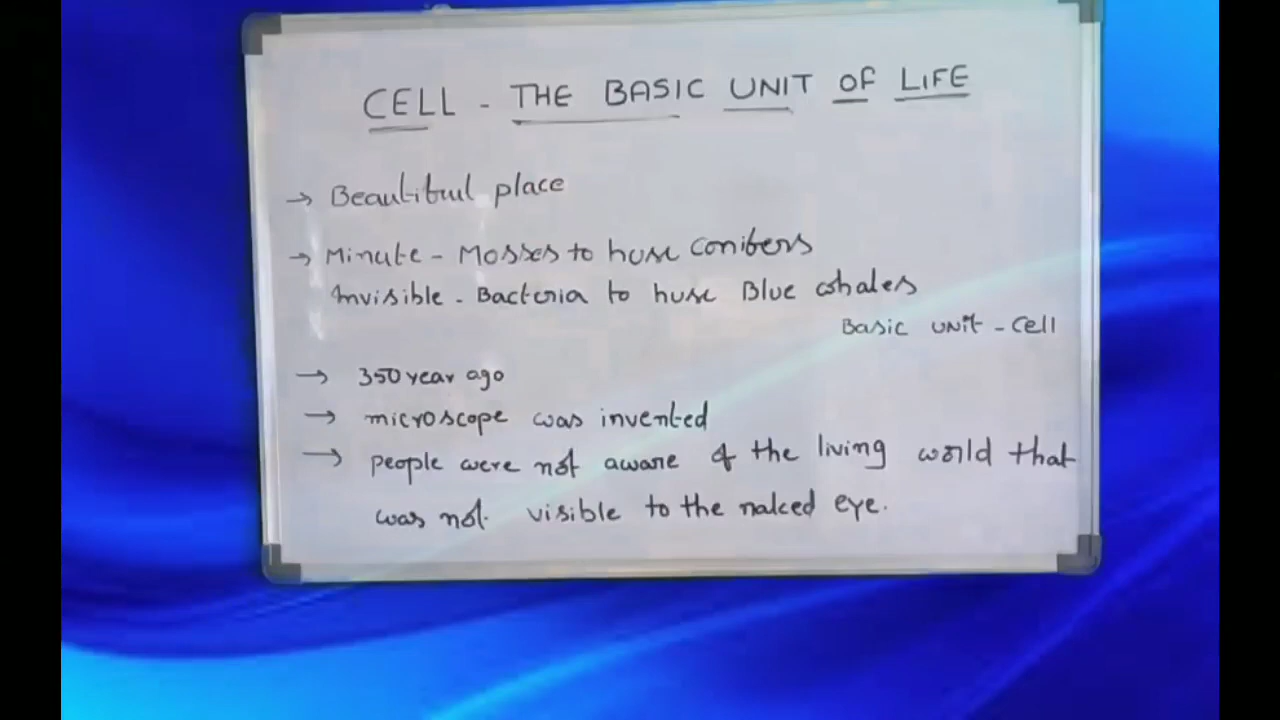 CELL - THE BASIC UNIT OF LIFE
→ Beautiful place
→ Minute - Mosses to huge conifers
Invisible - Bacteria to huge Blue whales
Basic unit - cell
→ 350 year ago
→ microscope was invented
→ people were not aware of the living world that
was not visible to the naked eye.